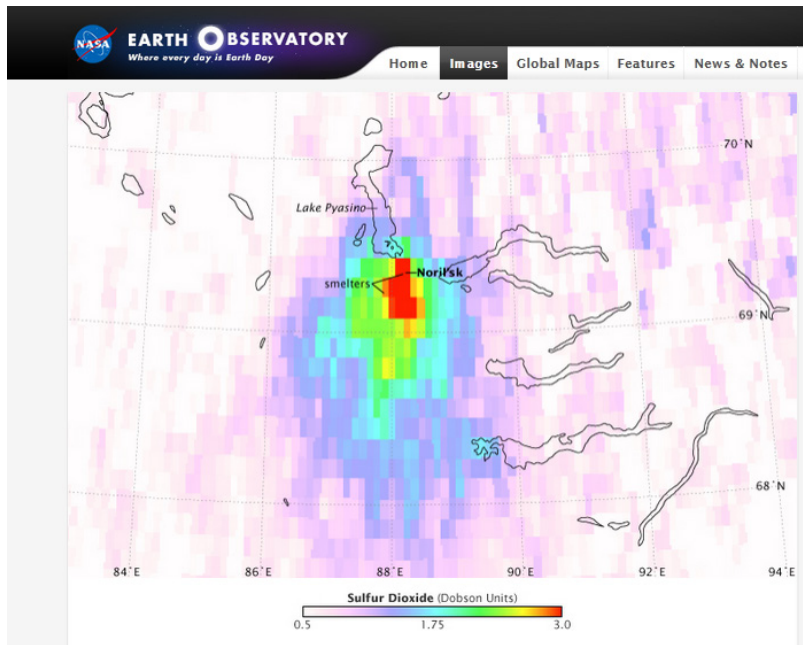 NASA
EARTH OBSERVATORY
Where every day is Earth Day
Home Images Global Maps Features News & Notes
70°N
Lake Pyasino
Noril'sk
smelters
69°N
68°N
84°E 86°E 88°E 90°E 92°E 94°E
Sulfur Dioxide (Dobson Units)
0.5 1.75 3.0